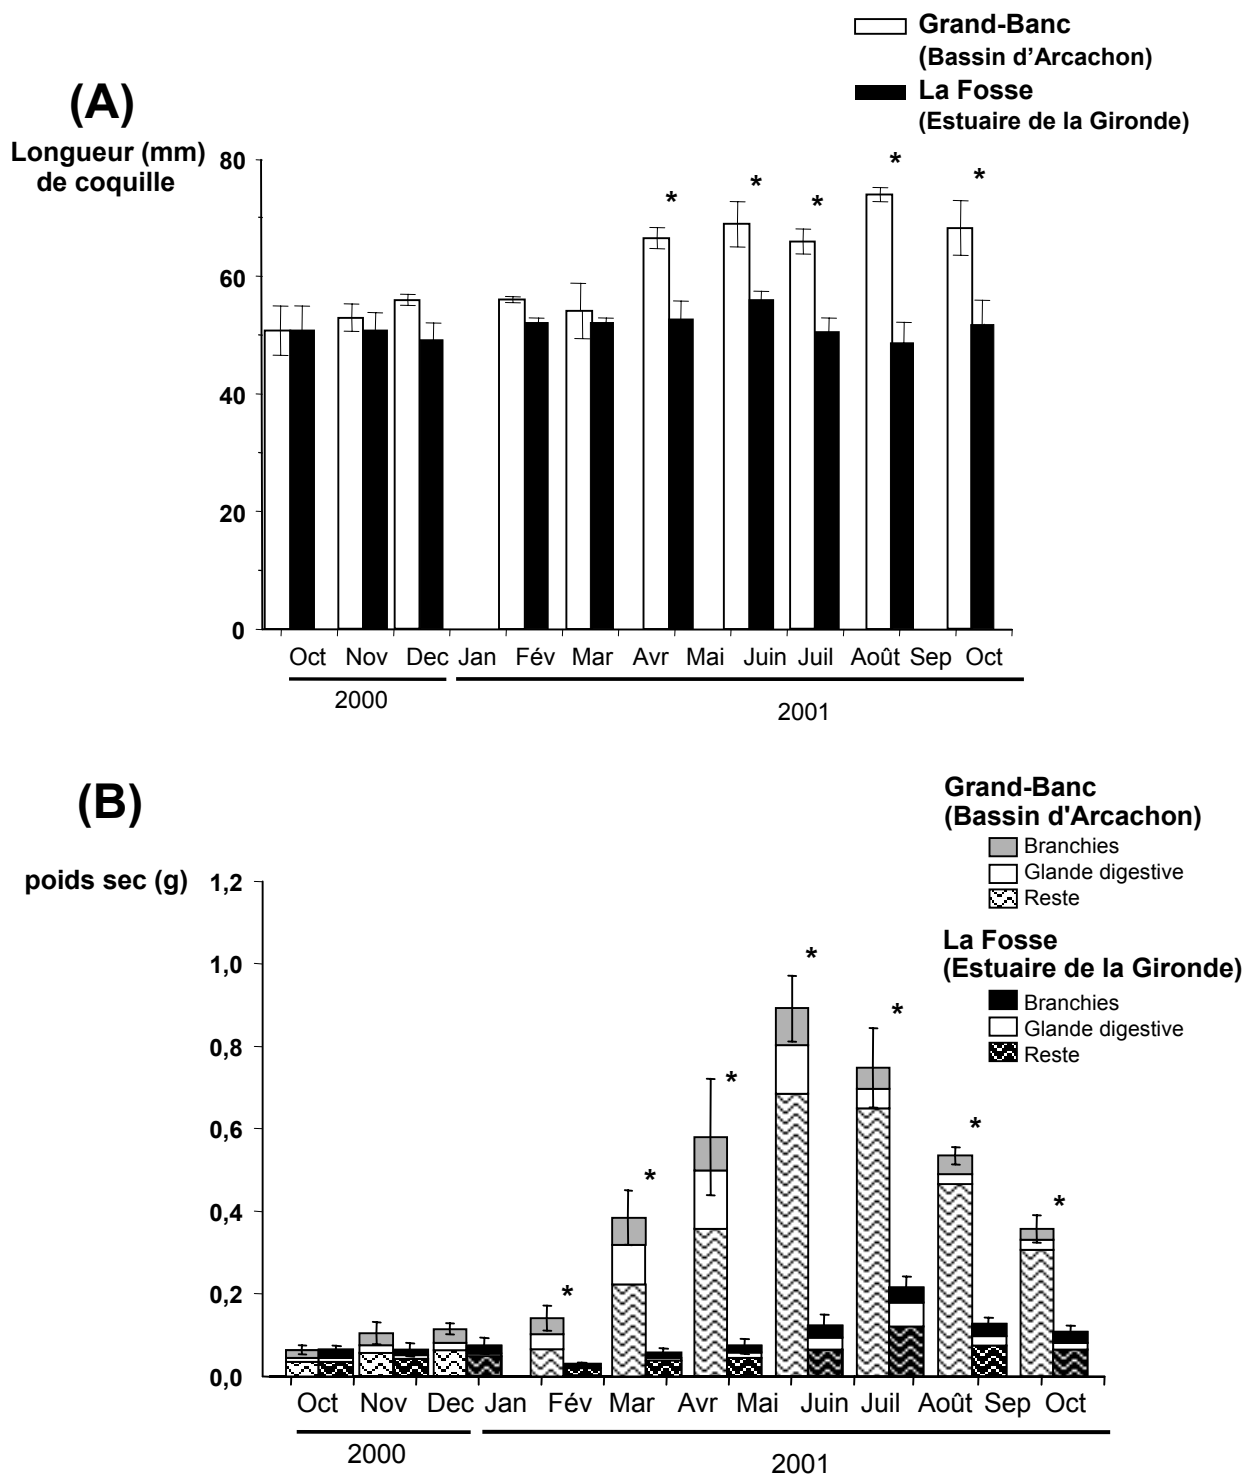 Grand-Banc
(Bassin d'Arcachon)
La Fosse
(Estuaire de la Gironde)
(A)
Longueur (mm)
de coquille
80
60
40
20
0
* * * * *
Oct Nov Dec Jan Fév Mar Avr Mai Juin Juil Août Sep Oct
2000 2001
(B)
Grand-Banc
(Bassin d'Arcachon)
Branchies
Glande digestive
Reste
La Fosse
(Estuaire de la Gironde)
Branchies
Glande digestive
Reste
poids sec (g)
1,2
1,0
0,8
0,6
0,4
0,2
0,0
* * * * * * *
Oct Nov Dec Jan Fév Mar Avr Mai Juin Juil Août Sep Oct
2000 2001